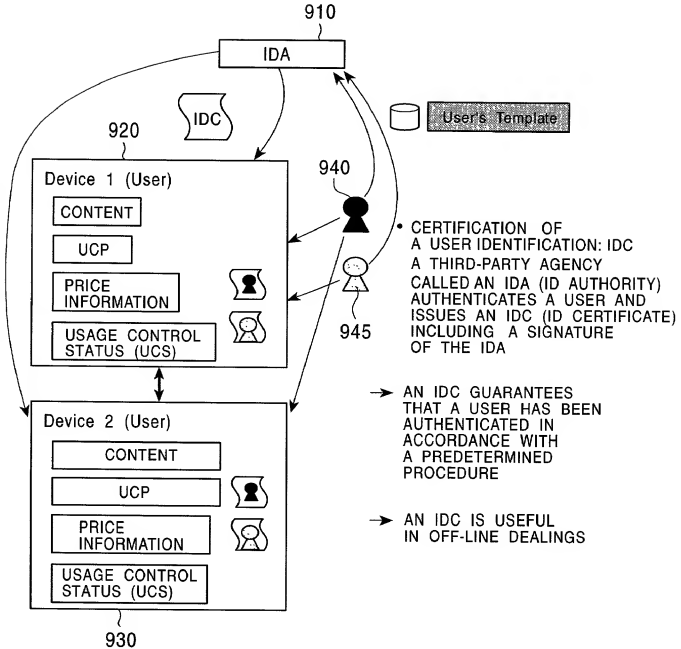 910
IDA
IDC
User's Template
920
Device 1 (User)
CONTENT
UCP
PRICE
INFORMATION
USAGE CONTROL
STATUS (UCS)
940
945
• CERTIFICATION OF
A USER IDENTIFICATION: IDC
A THIRD-PARTY AGENCY
CALLED AN IDA (ID AUTHORITY)
AUTHENTICATES A USER AND
ISSUES AN IDC (ID CERTIFICATE)
INCLUDING A SIGNATURE
OF THE IDA
→ AN IDC GUARANTEES
THAT A USER HAS BEEN
AUTHENTICATED IN
ACCORDANCE WITH
A PREDETERMINED
PROCEDURE
→ AN IDC IS USEFUL
IN OFF-LINE DEALINGS
Device 2 (User)
CONTENT
UCP
PRICE
INFORMATION
USAGE CONTROL
STATUS (UCS)
930